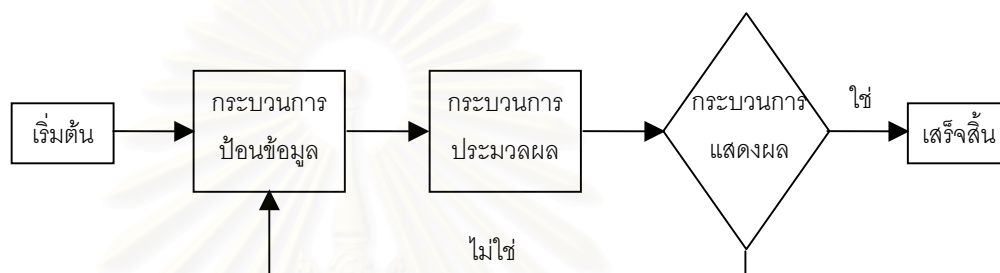 เริ่มต้น
กระบวนการ
ป้อนข้อมูล
กระบวนการ
ประมวลผล
กระบวนการ
แสดงผล
ใช่
เสร็จสิ้น
ไม่ใช่